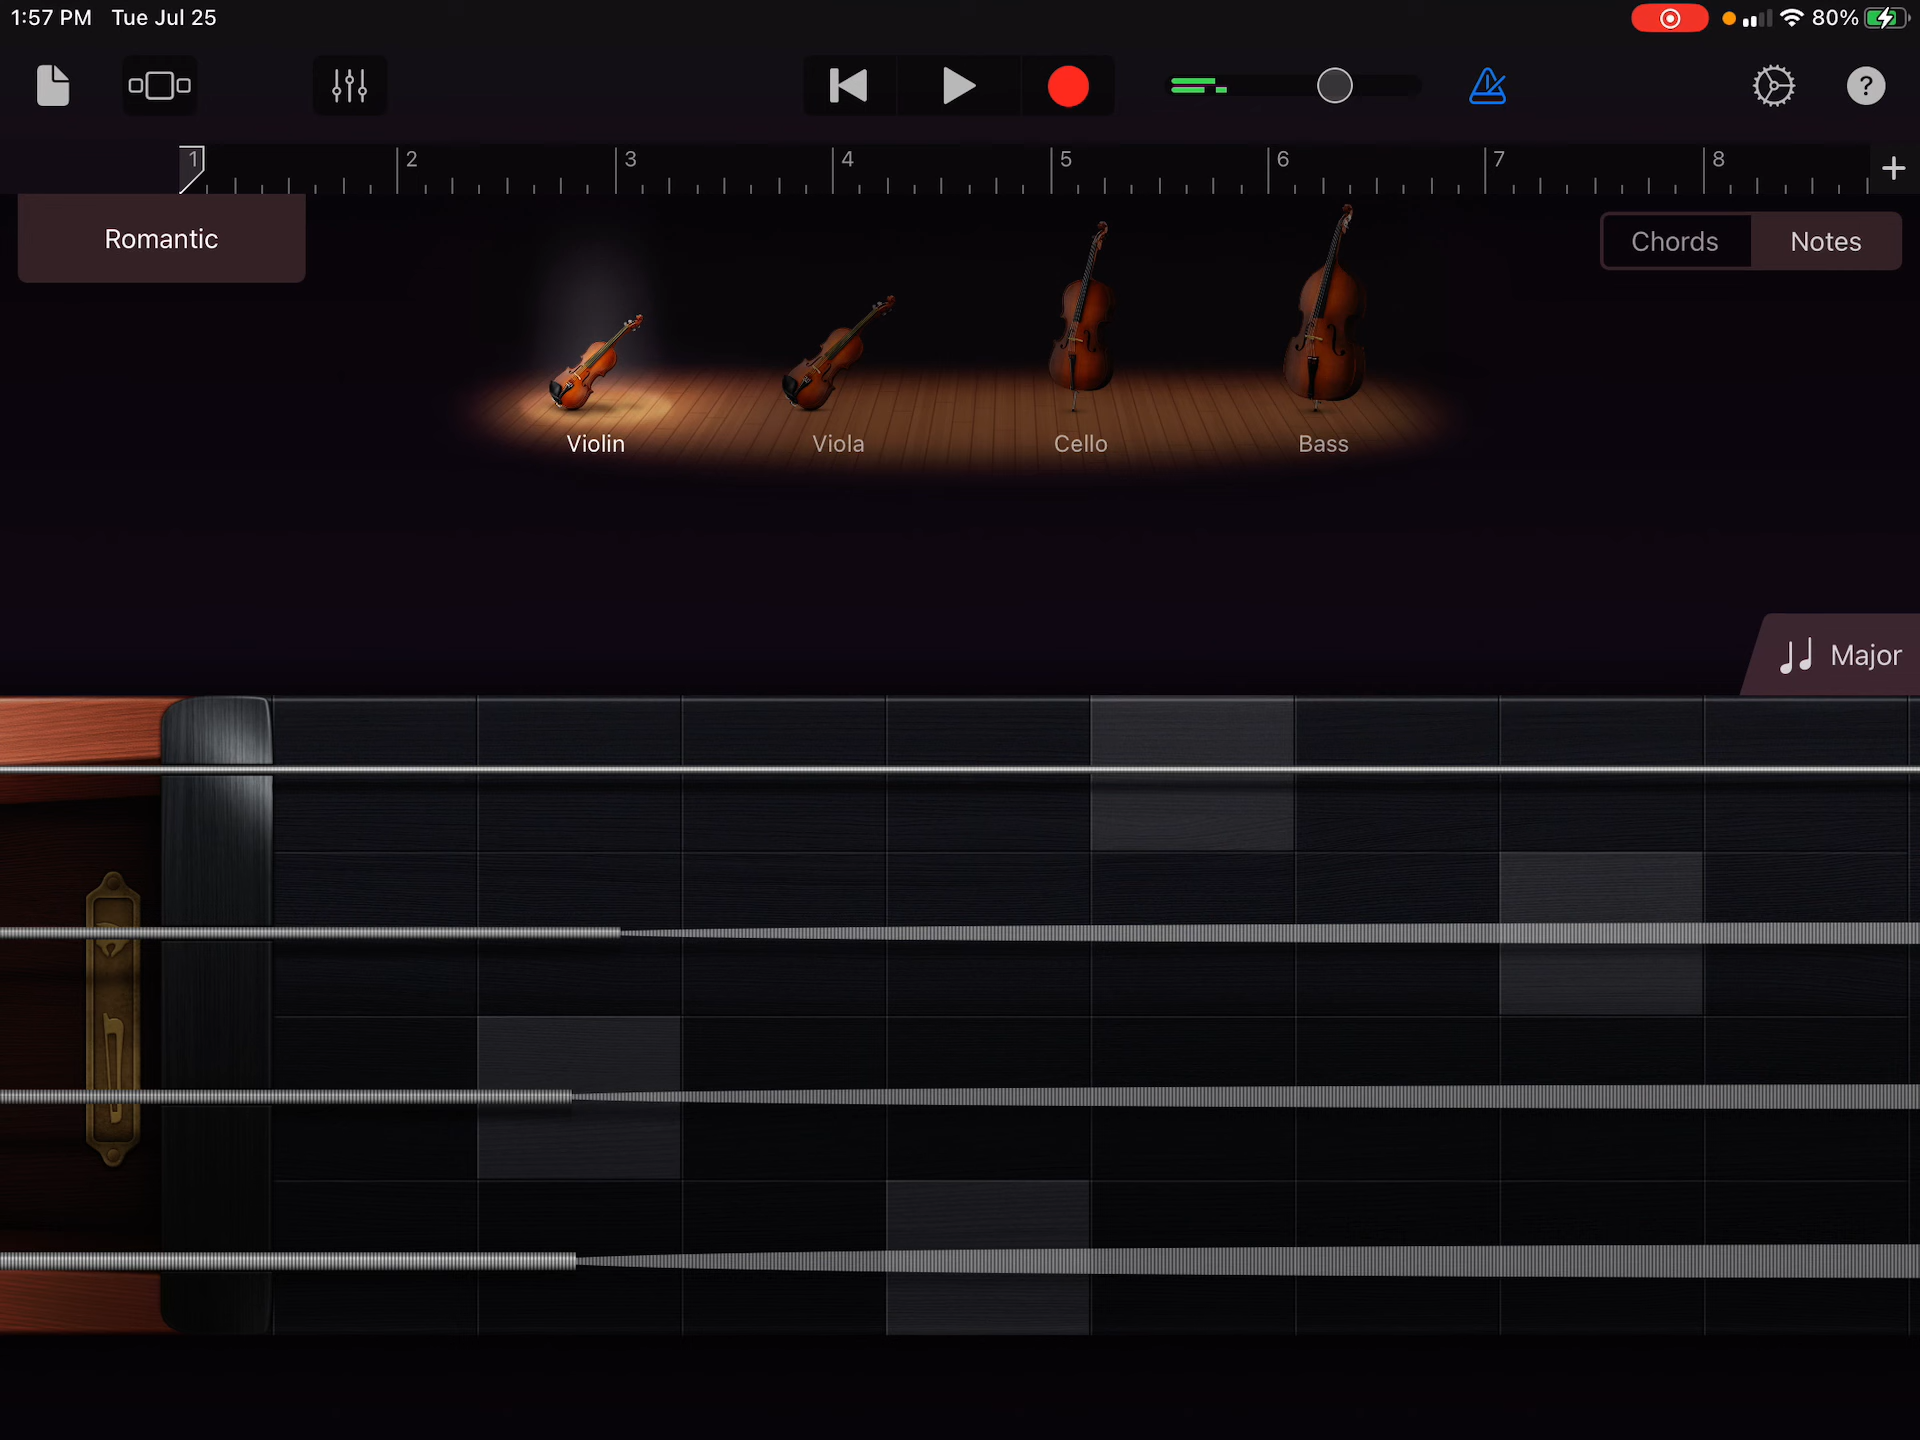 1:57 PM Tue Jul 25 80%
?
1 2 3 4 5 6 7 8 +
Romantic
Chords Notes
Violin Viola Cello Bass
Major